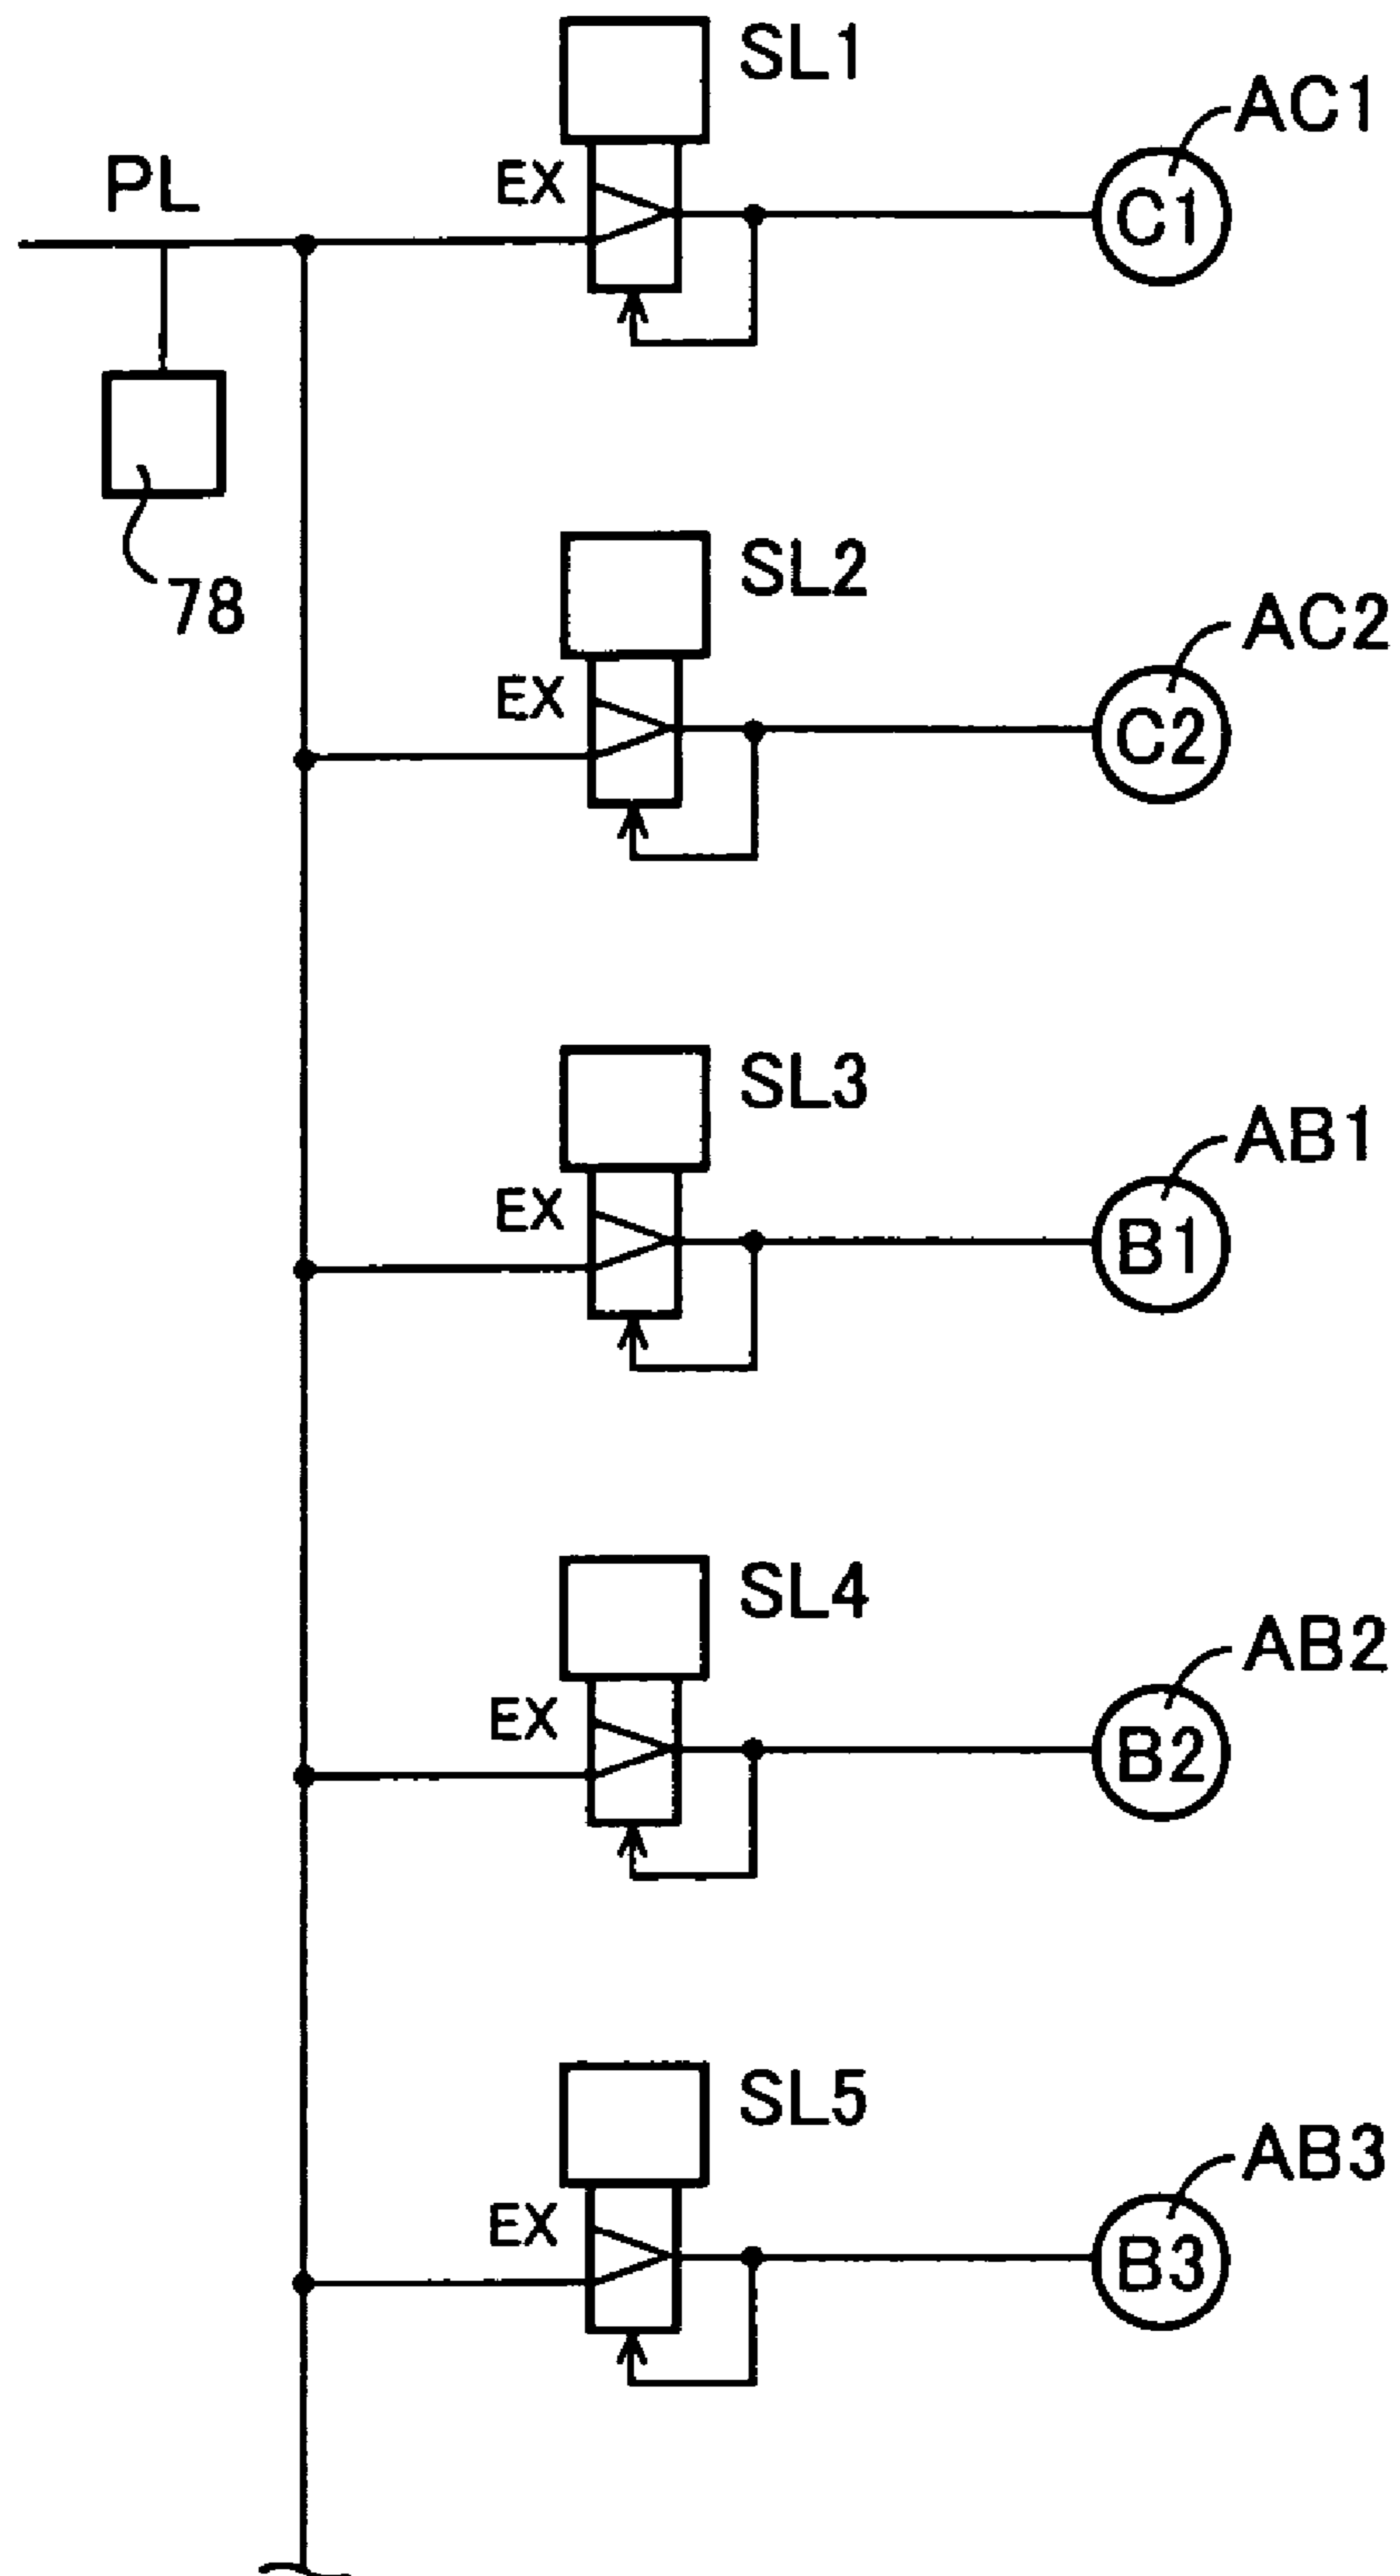 SL1
AC1
PL
EX
C1
78
SL2
AC2
EX
C2
SL3
AB1
EX
B1
SL4
AB2
EX
B2
SL5
AB3
EX
B3